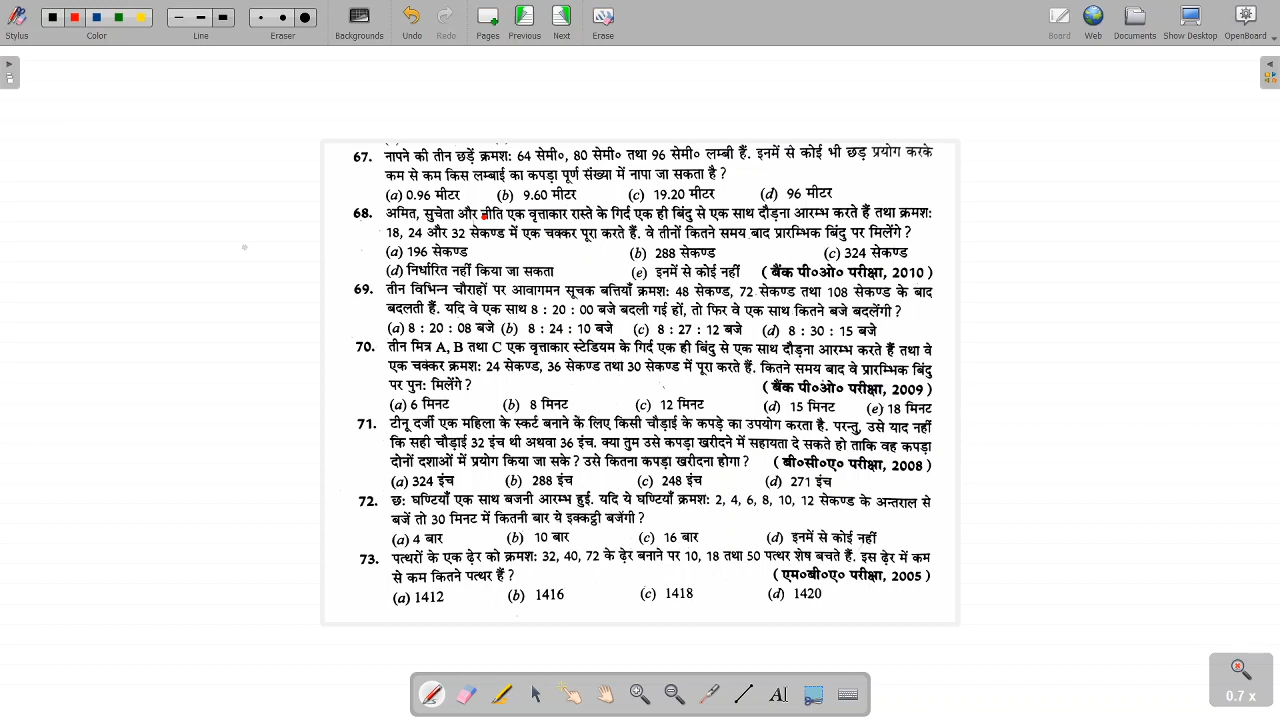 Stylus Color Line Eraser Backgrounds Undo Redo Pages Previous Next Erase Board Web Documents Show Desktop OpenBoard
67. नापने की तीन छड़ें क्रमशः 64 सेमी०, 80 सेमी० तथा 96 सेमी० लम्बी हैं. इनमें से कोई भी छड़ प्रयोग करके
कम से कम किस लम्बाई का कपड़ा पूर्ण संख्या में नापा जा सकता है ?
(a) 0.96 मीटर (b) 9.60 मीटर (c) 19.20 मीटर (d) 96 मीटर
68. अमित, सुचेता और नीति एक वृत्ताकार रास्ते के गिर्द एक ही बिंदु से एक साथ दौड़ना आरम्भ करते हैं तथा क्रमशः
18, 24 और 32 सेकण्ड में एक चक्कर पूरा करते हैं. वे तीनों कितने समय बाद प्रारम्भिक बिंदु पर मिलेंगे ?
(a) 196 सेकण्ड (b) 288 सेकण्ड (c) 324 सेकण्ड
(d) निर्धारित नहीं किया जा सकता (e) इनमें से कोई नहीं (बैंक पी०ओ० परीक्षा, 2010)
69. तीन विभिन्न चौराहों पर आवागमन सूचक बत्तियाँ क्रमशः 48 सेकण्ड, 72 सेकण्ड तथा 108 सेकण्ड के बाद
बदलती हैं. यदि वे एक साथ 8 : 20 : 00 बजे बदली गई हों, तो फिर वे एक साथ कितने बजे बदलेंगी ?
(a) 8 : 20 : 08 बजे (b) 8 : 24 : 10 बजे (c) 8 : 27 : 12 बजे (d) 8 : 30 : 15 बजे
70. तीन मित्र A, B तथा C एक वृत्ताकार स्टेडियम के गिर्द एक ही बिंदु से एक साथ दौड़ना आरम्भ करते हैं तथा वे
एक चक्कर क्रमशः 24 सेकण्ड, 36 सेकण्ड तथा 30 सेकण्ड में पूरा करते हैं. कितने समय बाद वे प्रारम्भिक बिंदु
पर पुनः मिलेंगे ? (बैंक पी०ओ० परीक्षा, 2009)
(a) 6 मिनट (b) 8 मिनट (c) 12 मिनट (d) 15 मिनट (e) 18 मिनट
71. टीनू दर्जी एक महिला के स्कर्ट बनाने के लिए किसी चौड़ाई के कपड़े का उपयोग करता है. परन्तु, उसे याद नहीं
कि सही चौड़ाई 32 इंच थी अथवा 36 इंच. क्या तुम उसे कपड़ा खरीदने में सहायता दे सकते हो ताकि वह कपड़ा
दोनों दशाओं में प्रयोग किया जा सके ? उसे कितना कपड़ा खरीदना होगा ? (बी०सी०ए० परीक्षा, 2008)
(a) 324 इंच (b) 288 इंच (c) 248 इंच (d) 271 इंच
72. छः घण्टियाँ एक साथ बजनी आरम्भ हुई. यदि ये घण्टियाँ क्रमशः 2, 4, 6, 8, 10, 12 सेकण्ड के अन्तराल से
बजें तो 30 मिनट में कितनी बार ये इक्कट्ठी बजेंगी ?
(a) 4 बार (b) 10 बार (c) 16 बार (d) इनमें से कोई नहीं
73. पत्थरों के एक ढ़ेर को क्रमशः 32, 40, 72 के ढ़ेर बनाने पर 10, 18 तथा 50 पत्थर शेष बचते हैं. इस ढ़ेर में कम
से कम कितने पत्थर हैं ? (एम०बी०ए० परीक्षा, 2005)
(a) 1412 (b) 1416 (c) 1418 (d) 1420
0.7 x